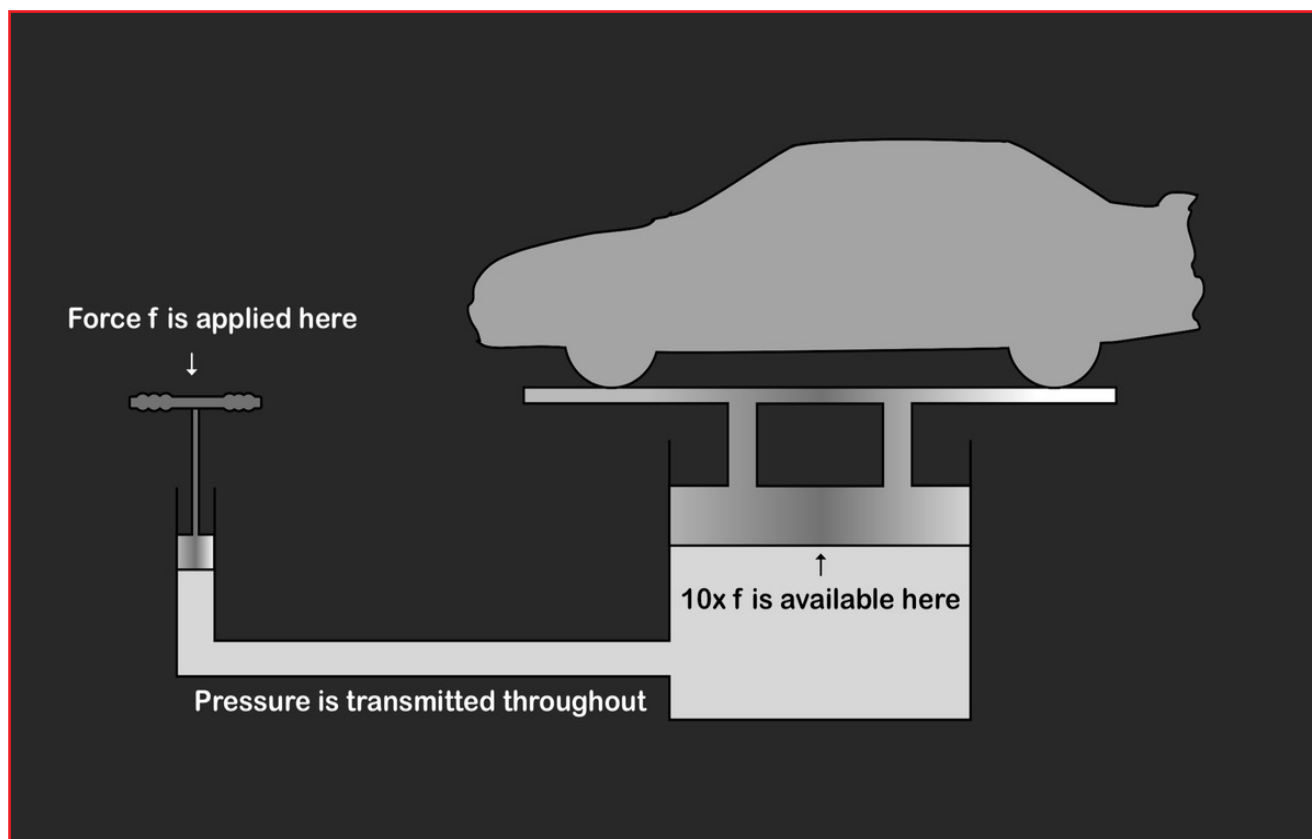 Force f is applied here
10x f is available here
Pressure is transmitted throughout